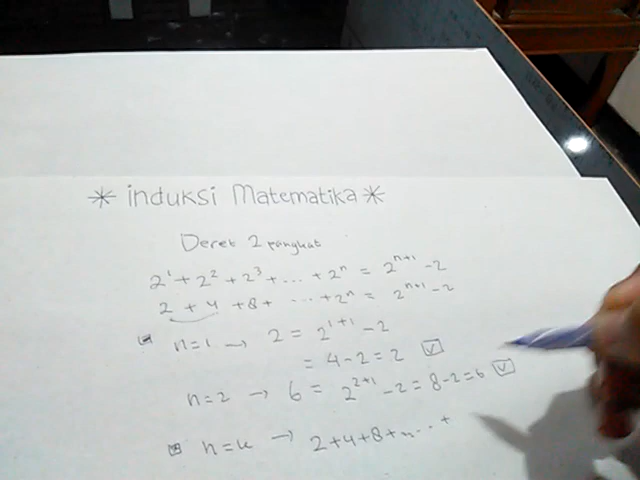 * induksi Matematika *
Deret 2 pangkat
2¹ + 2² + 2³ + ... + 2ⁿ = 2ⁿ⁺¹ - 2
2 + 4 + 8 + ... + 2ⁿ = 2ⁿ⁺¹ - 2
n=1 → 2 = 2¹⁺¹ - 2
= 4 - 2 = 2 ☑
n=2 → 6 = 2²⁺¹ - 2 = 8 - 2 = 6 ☑
n=k → 2+4+8+...+